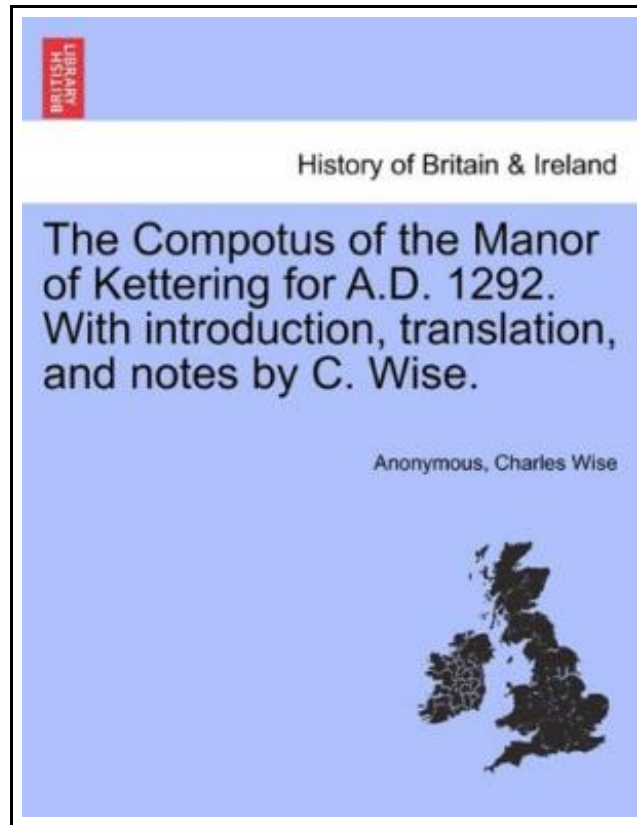 BRITISH
LIBRARY
History of Britain & Ireland
The Compotus of the Manor
of Kettering for A.D. 1292.
With introduction, translation,
and notes by C. Wise.
Anonymous, Charles Wise